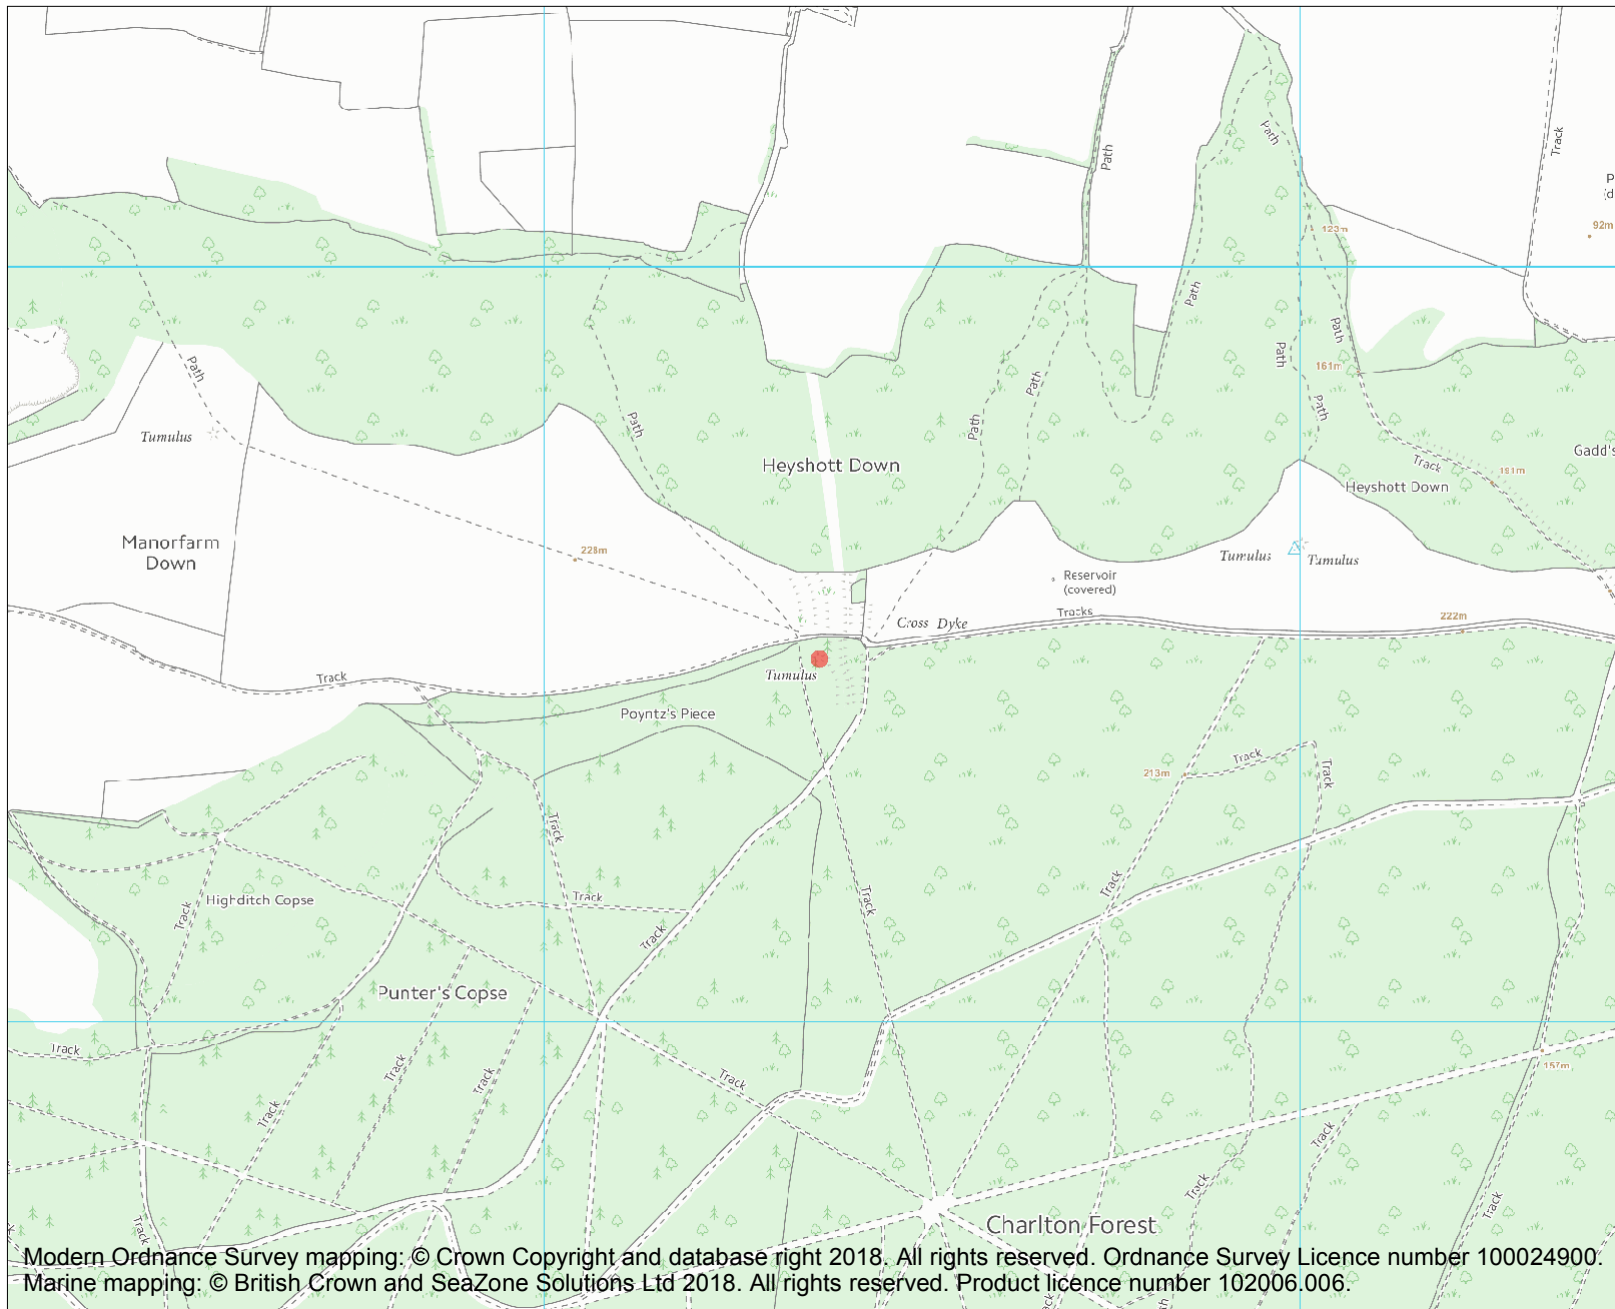 Path
Path
Track
92m
123m
Path
Path
Path
161m
Path
Path
Path
Path
Path
Tumulus
Heyshott Down
Gadd's
Track
191m
Heyshott Down
Manorfarm
Down
228m
Tumulus
Tumulus
Reservoir
(covered)
Tracks
222m
Cross Dyke
Track
Tumulus
Poyntz's Piece
213m
Track
Track
Track
Track
Track
Track
Highditch Copse
Track
Track
Punter's Copse
Track
Track
Track
Track
Track
157m
Track
Track
Track
Track
Track
Charlton Forest
Modern Ordnance Survey mapping: © Crown Copyright and database right 2018. All rights reserved. Ordnance Survey Licence number 100024900.
Marine mapping: © British Crown and SeaZone Solutions Ltd 2018. All rights reserved. Product licence number 102006.006.